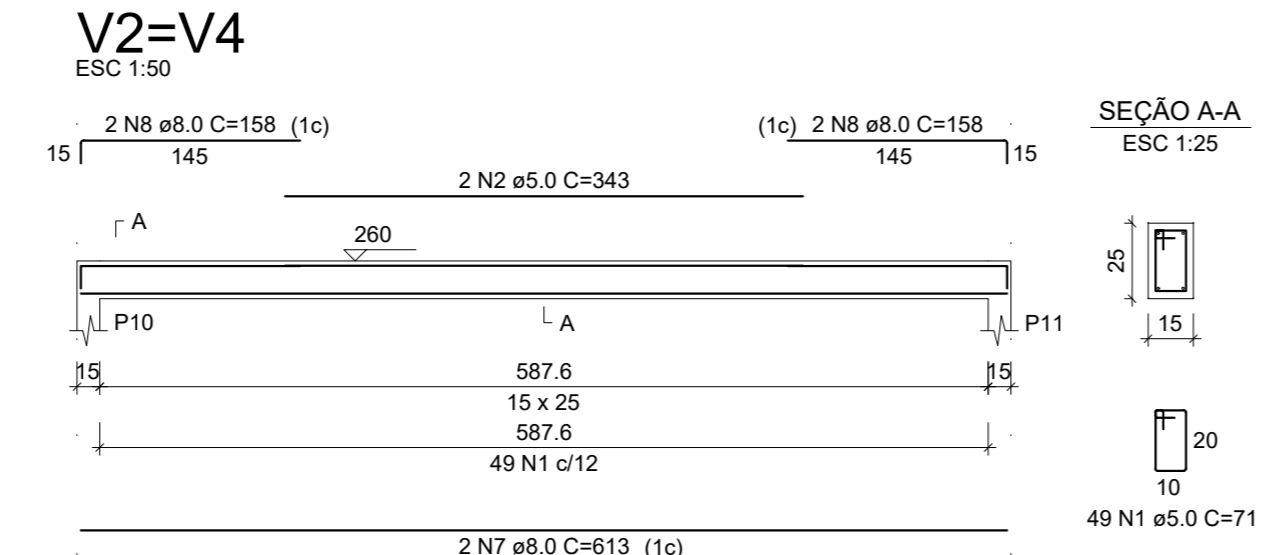 V2=V4
ESC 1:50
2 N8 ø8.0 C=158 (1c)
15
145
(1c) 2 N8 ø8.0 C=158
145
15
2 N2 ø5.0 C=343
A
260
P10
A
P11
15
587.6
15
15 x 25
587.6
49 N1 c/12
2 N7 ø8.0 C=613 (1c)
SEÇÃO A-A
ESC 1:25
25
15
20
10
49 N1 ø5.0 C=71